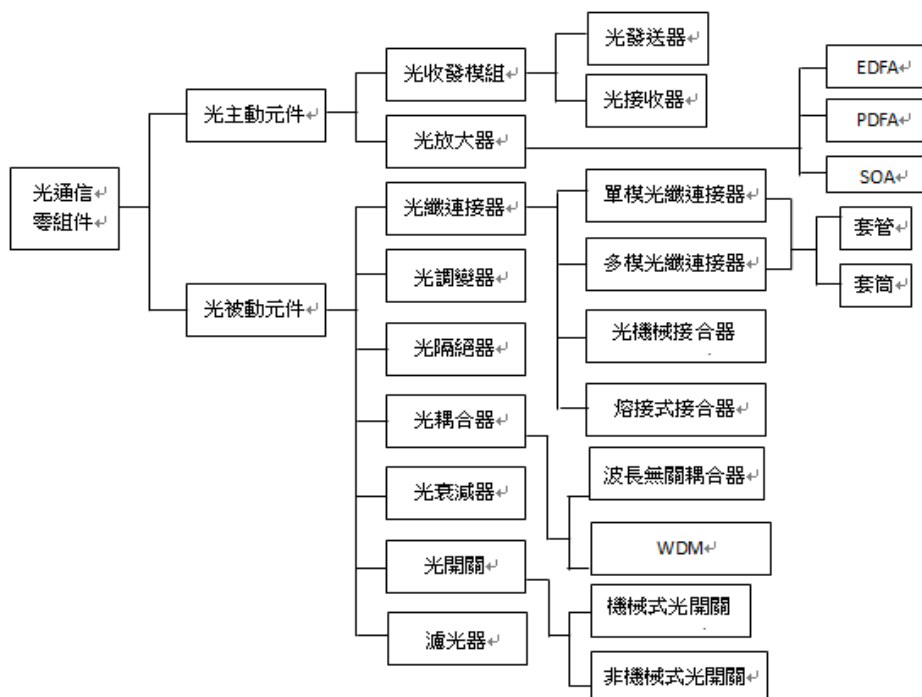 光通信
零組件
光主動元件
光收發模組
光發送器
光接收器
光放大器
EDFA
PDFA
SOA
光被動元件
光纖連接器
單模光纖連接器
多模光纖連接器
套管
套筒
光機械接合器
熔接式接合器
光調變器
光隔絕器
光耦合器
波長無關耦合器
WDM
光衰減器
光開關
機械式光開關
非機械式光開關
濾光器